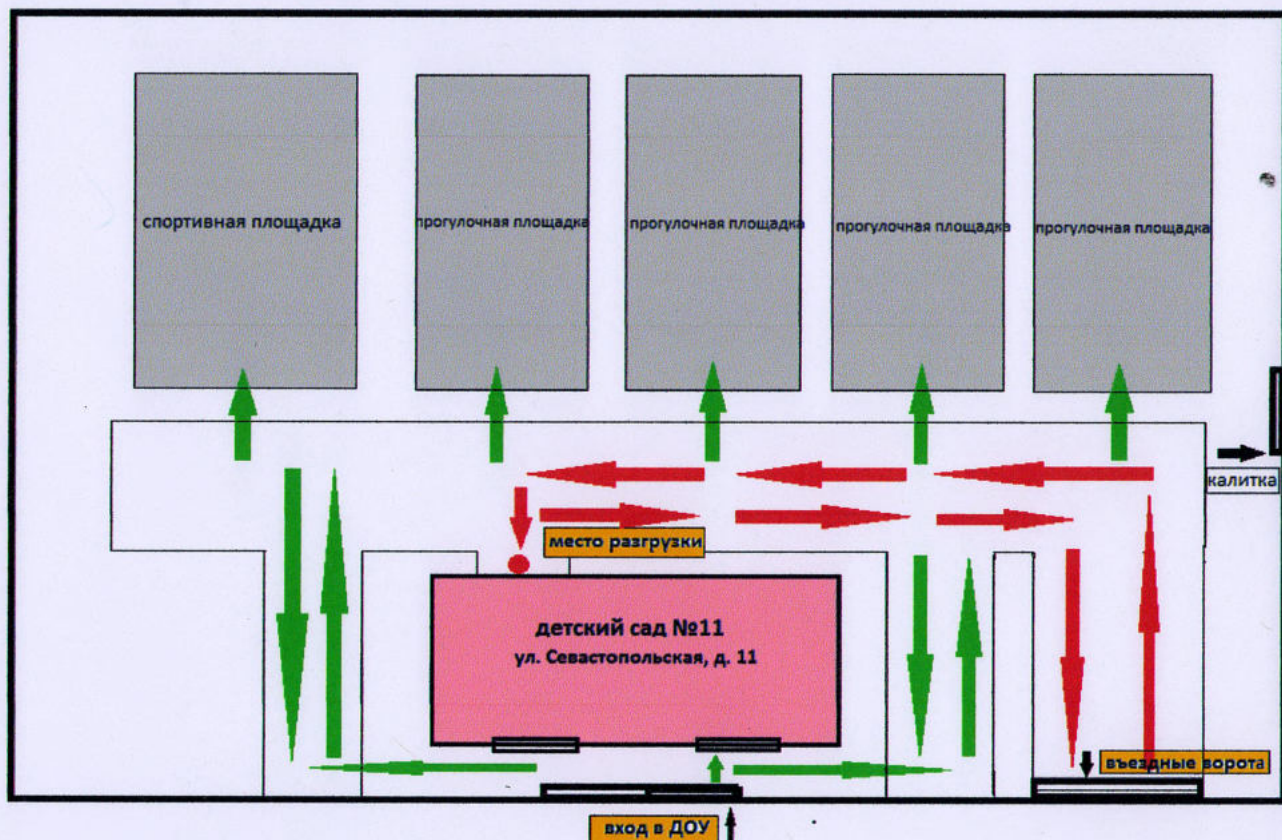 спортивная площадка
прогулочная площадка
прогулочная площадка
прогулочная площадка
прогулочная площадка
калитка
место разгрузки
детский сад №11
ул. Севастопольская, д. 11
въездные ворота
вход в ДОУ